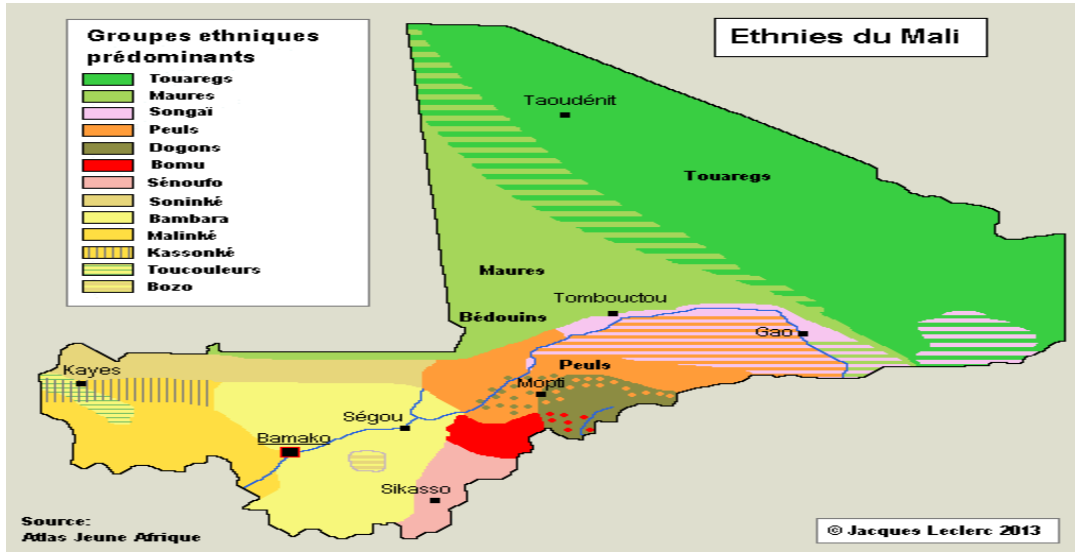 Groupes ethniques
prédominants
Touaregs
Maures
Songaï
Peuls
Dogons
Bomu
Sénoufo
Soninké
Bambara
Malinké
Kassonké
Toucouleurs
Bozo
Ethnies du Mali
Taoudénit
Touaregs
Maures
Tombouctou
Bédouins
Gao
Peuls
Kayes
Mopti
Ségou
Bamako
Sikasso
Source:
Atlas Jeune Afrique
© Jacques Leclerc 2013